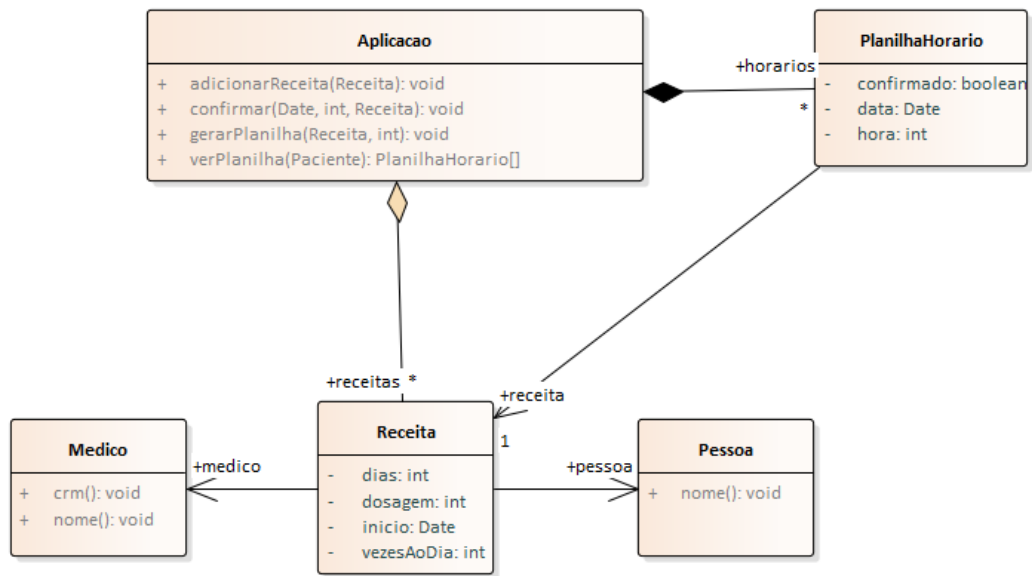 Aplicacao
+ adicionarReceita(Receita): void
+ confirmar(Date, int, Receita): void
+ gerarPlanilha(Receita, int): void
+ verPlanilha(Paciente): PlanilhaHorario[]
+horarios
*
PlanilhaHorario
- confirmado: boolean
- data: Date
- hora: int
+receitas *
+receita
1
Medico
+ crm(): void
+ nome(): void
+medico
Receita
- dias: int
- dosagem: int
- inicio: Date
- vezesAoDia: int
+pessoa
Pessoa
+ nome(): void